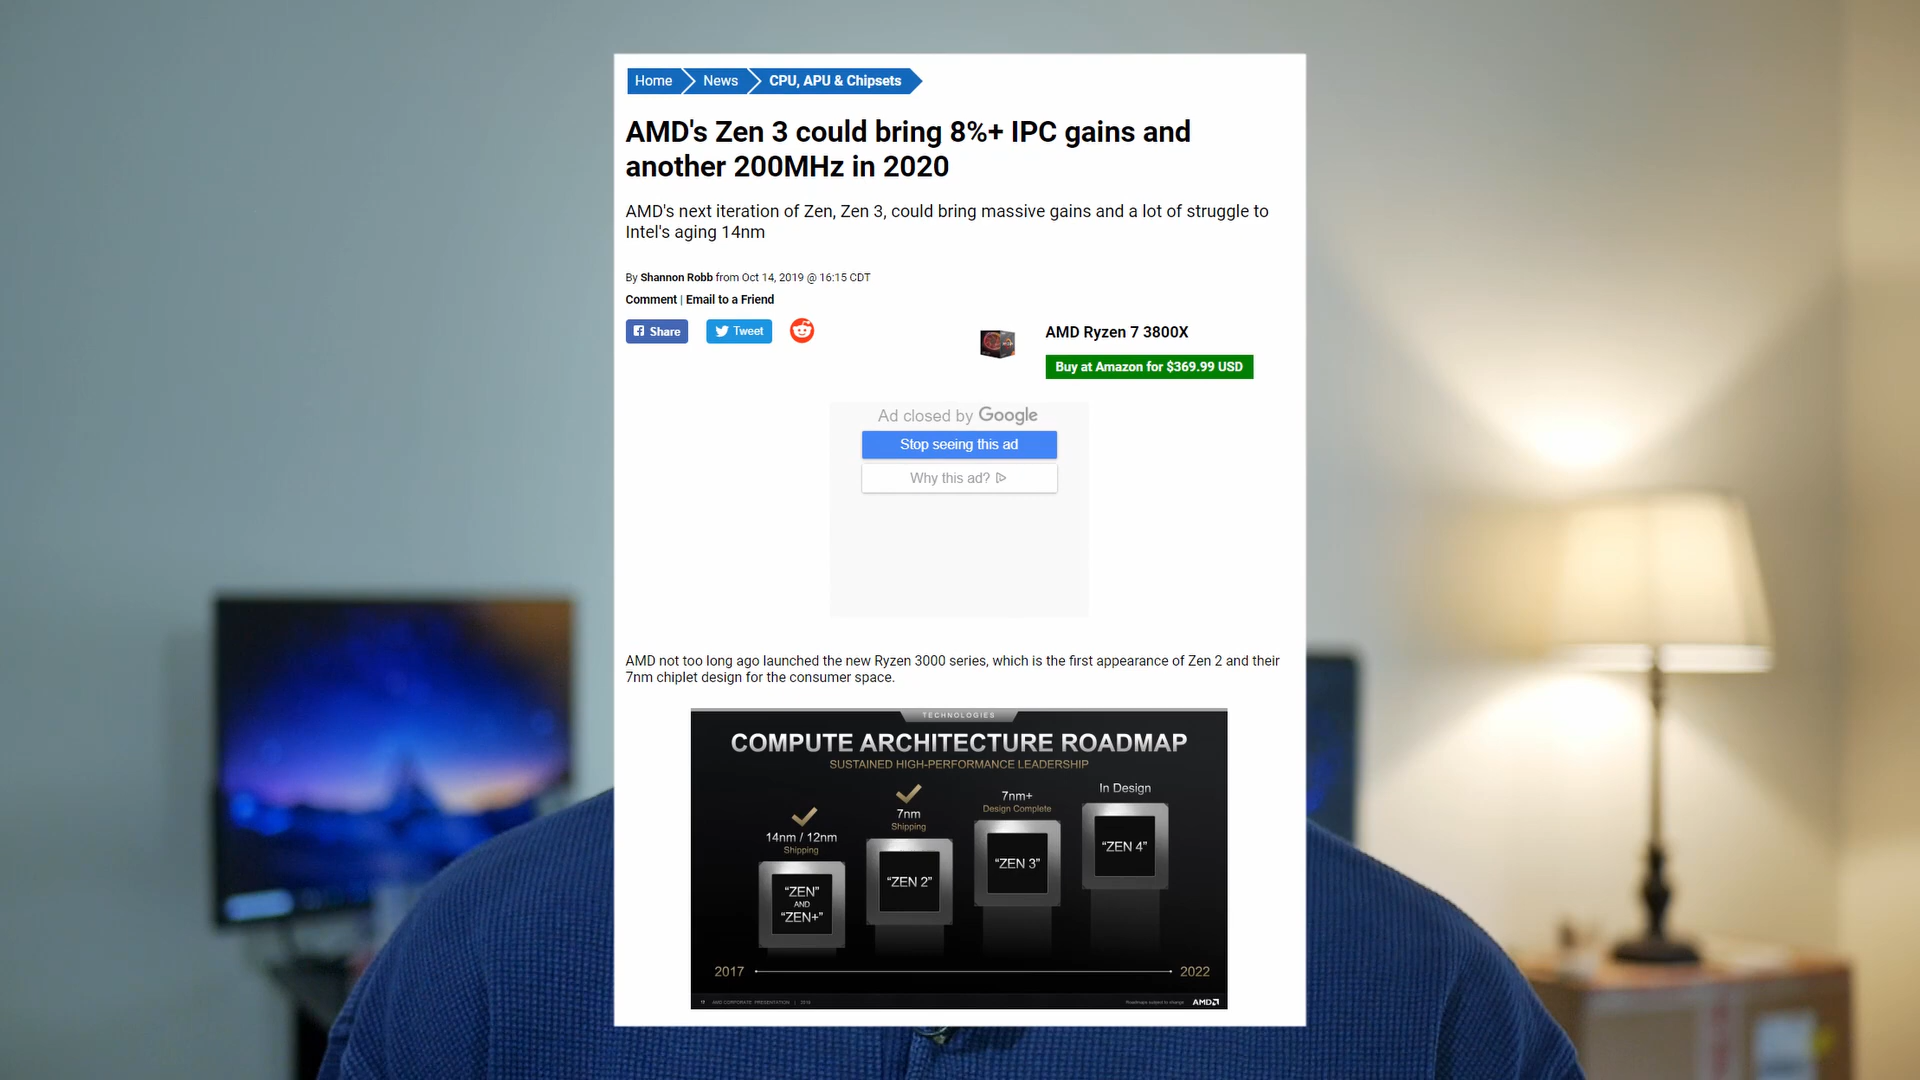 Home News CPU, APU & Chipsets
AMD's Zen 3 could bring 8%+ IPC gains and
another 200MHz in 2020
AMD's next iteration of Zen, Zen 3, could bring massive gains and a lot of struggle to
Intel's aging 14nm
By Shannon Robb from Oct 14, 2019 @ 16:15 CDT
Comment | Email to a Friend
Share Tweet
AMD Ryzen 7 3800X
Buy at Amazon for $369.99 USD
Ad closed by Google
Stop seeing this ad
Why this ad?
AMD not too long ago launched the new Ryzen 3000 series, which is the first appearance of Zen 2 and their
7nm chiplet design for the consumer space.
TECHNOLOGIES
COMPUTE ARCHITECTURE ROADMAP
SUSTAINED HIGH-PERFORMANCE LEADERSHIP
14nm / 12nm
Shipping
"ZEN"
AND
"ZEN+"
7nm
Shipping
"ZEN 2"
7nm+
Design Complete
"ZEN 3"
In Design
"ZEN 4"
2017 2022
AMD CORPORATE PRESENTATION |
Roadmaps subject to change AMD